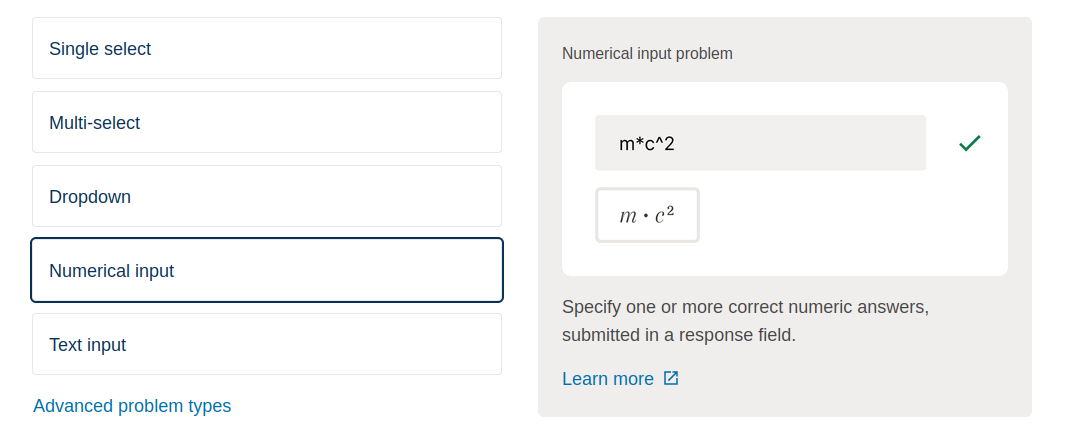 Single select
Multi-select
Dropdown
Numerical input
Text input
Advanced problem types
Numerical input problem
m*c^2
m · c²
Specify one or more correct numeric answers,
submitted in a response field.
Learn more